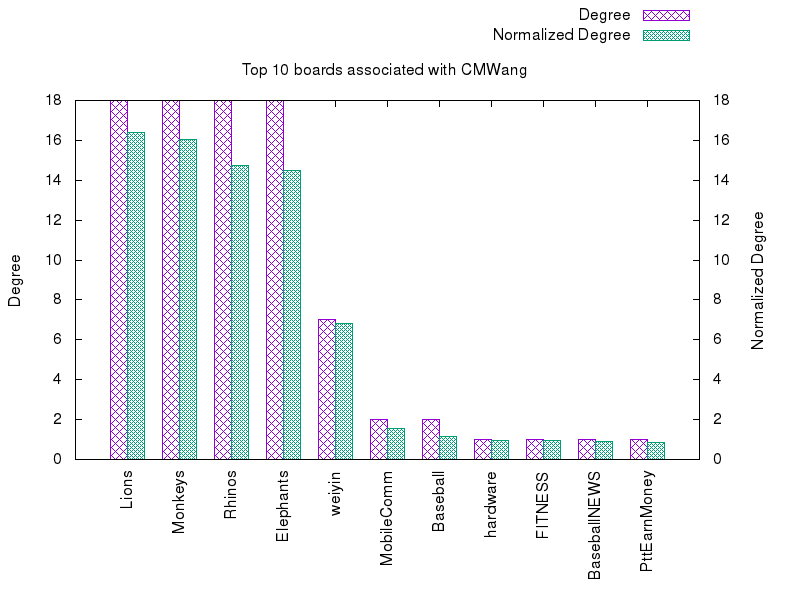 Degree
Normalized Degree
Top 10 boards associated with CMWang
18 18
16 16
14 14
12 12
10 10
8 8
6 6
4 4
2 2
0 0
Degree
Normalized Degree
Lions
Monkeys
Rhinos
Elephants
weiyin
MobileComm
Baseball
hardware
FITNESS
BaseballNEWS
PttEarnMoney